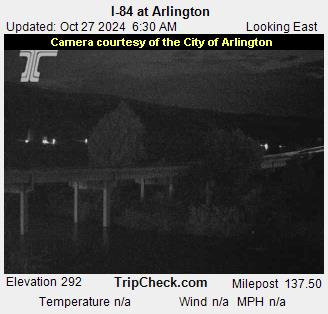 I-84 at Arlington
Updated: Oct 27 2024 6:30 AM Looking East
Camera courtesy of the City of Arlington
Elevation 292 TripCheck.com Milepost 137.50
Temperature n/a Wind n/a MPH n/a